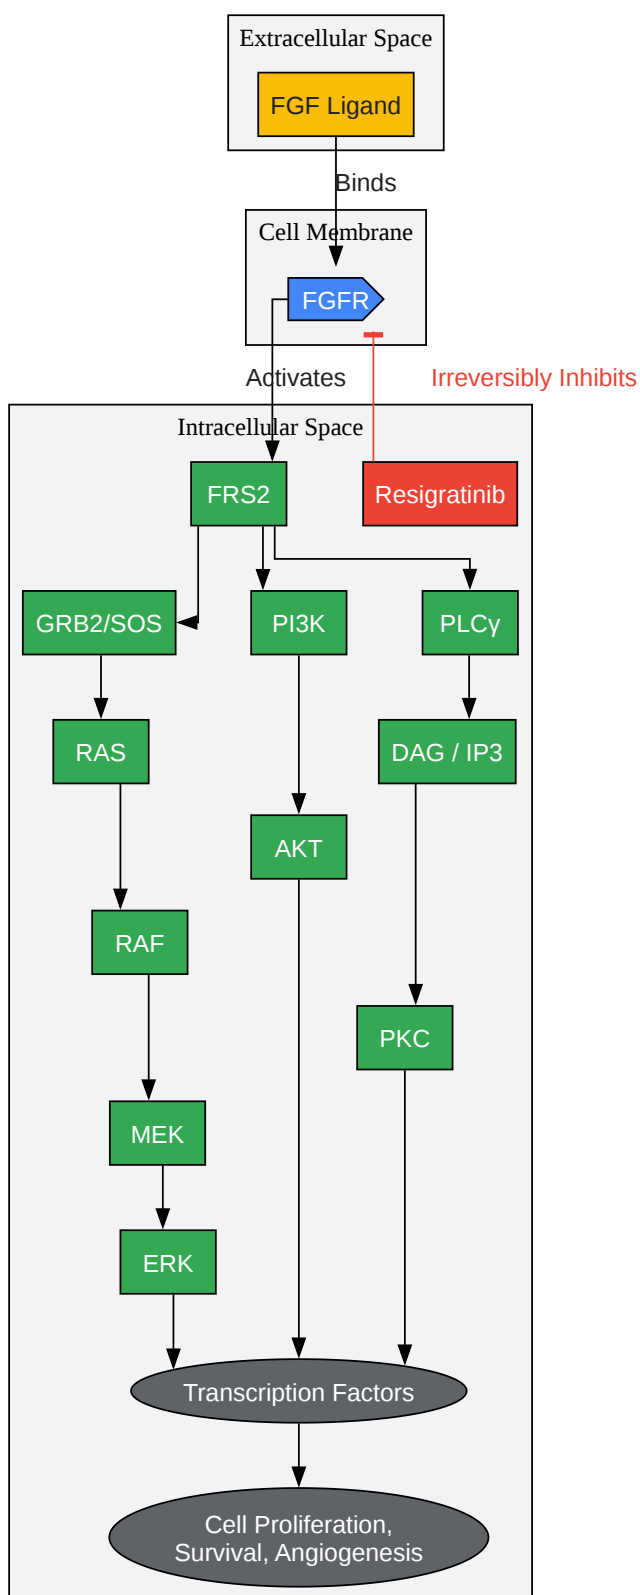 Extracellular Space
FGF Ligand
Binds
Cell Membrane
FGFR
Activates
Irreversibly Inhibits
Intracellular Space
FRS2
Resigratinib
GRB2/SOS
PI3K
PLCγ
RAS
DAG / IP3
AKT
RAF
PKC
MEK
ERK
Transcription Factors
Cell Proliferation,
Survival, Angiogenesis